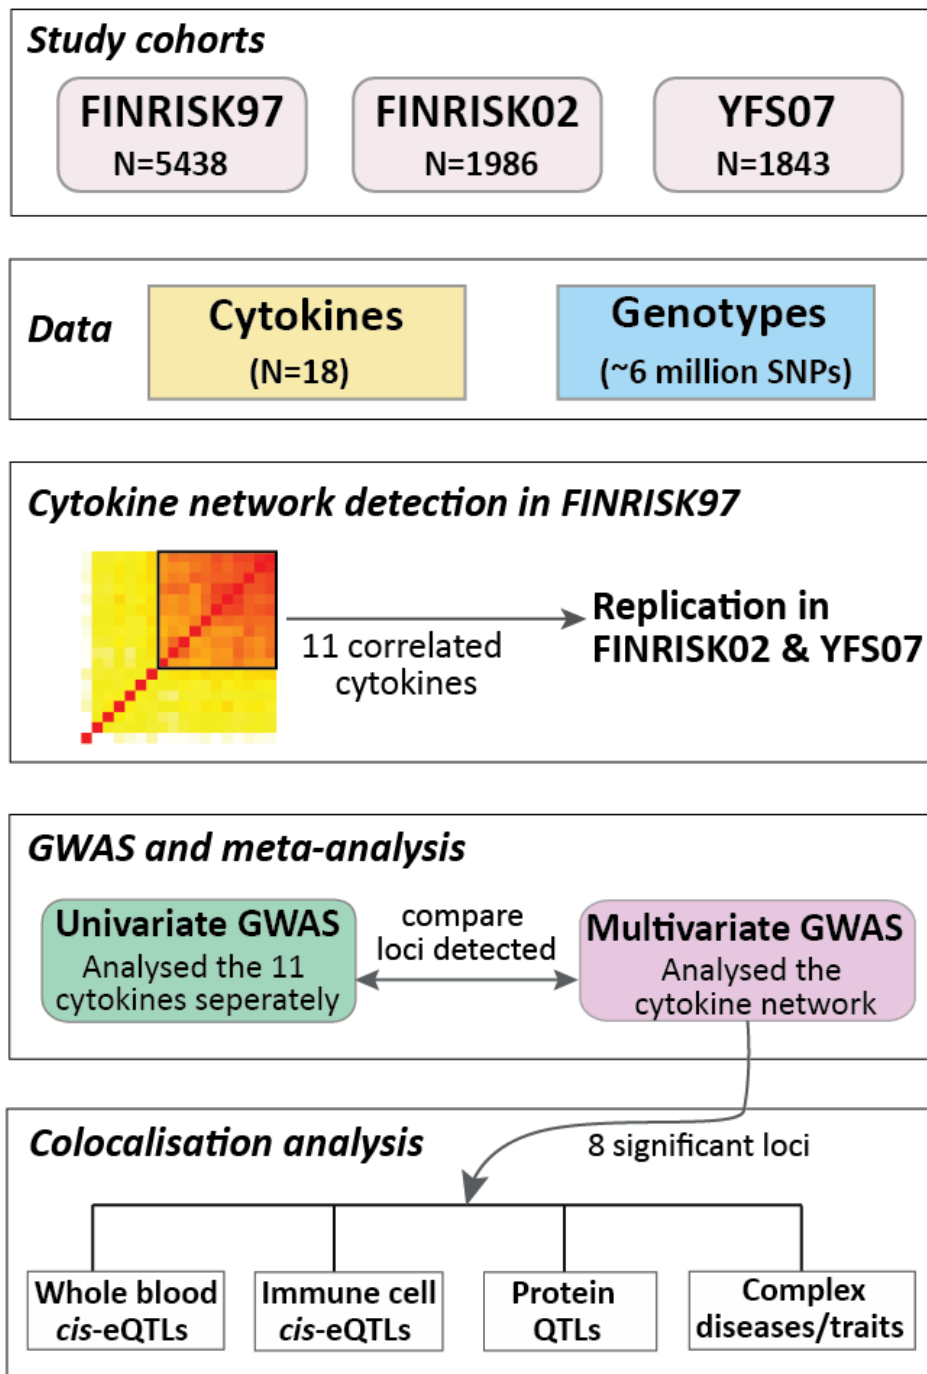 Study cohorts
FINRISK97
N=5438
FINRISK02
N=1986
YFS07
N=1843
Data
Cytokines
(N=18)
Genotypes
(~6 million SNPs)
Cytokine network detection in FINRISK97
11 correlated
cytokines
Replication in
FINRISK02 & YFS07
GWAS and meta-analysis
Univariate GWAS
Analysed the 11
cytokines seperately
compare
loci detected
Multivariate GWAS
Analysed the
cytokine network
Colocalisation analysis
8 significant loci
Whole blood
cis-eQTLs
Immune cell
cis-eQTLs
Protein
QTLs
Complex
diseases/traits